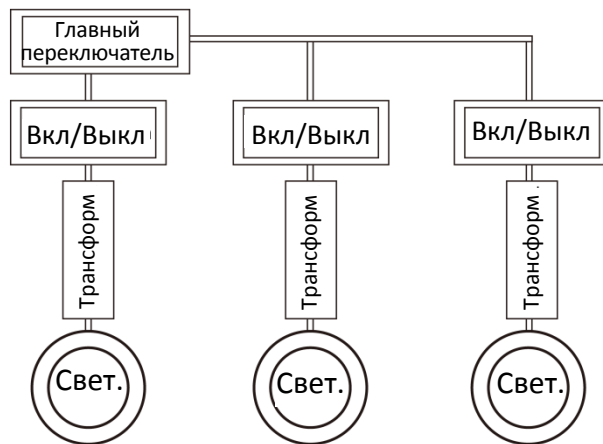 Главный
переключатель
Вкл/Выкл
Вкл/Выкл
Вкл/Выкл
Трансформ
Трансформ
Трансформ.
Свет.
Свет.
Свет.